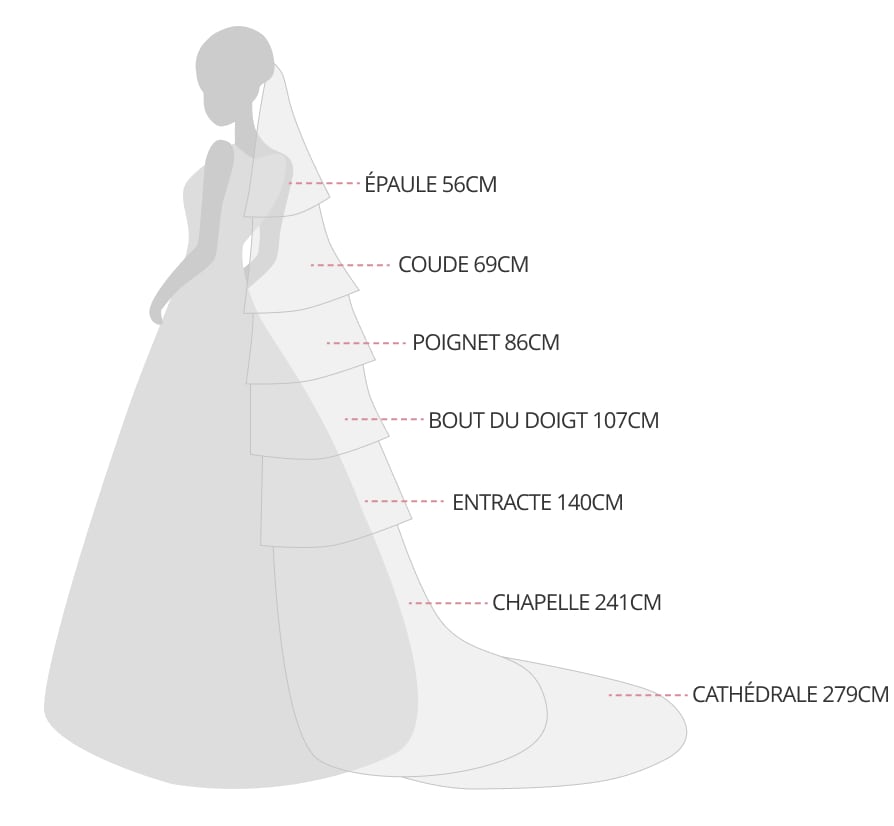 ÉPAULE 56CM
COUDE 69CM
POIGNET 86CM
BOUT DU DOIGT 107CM
ENTRACTE 140CM
CHAPELLE 241CM
CATHÉDRALE 279CM